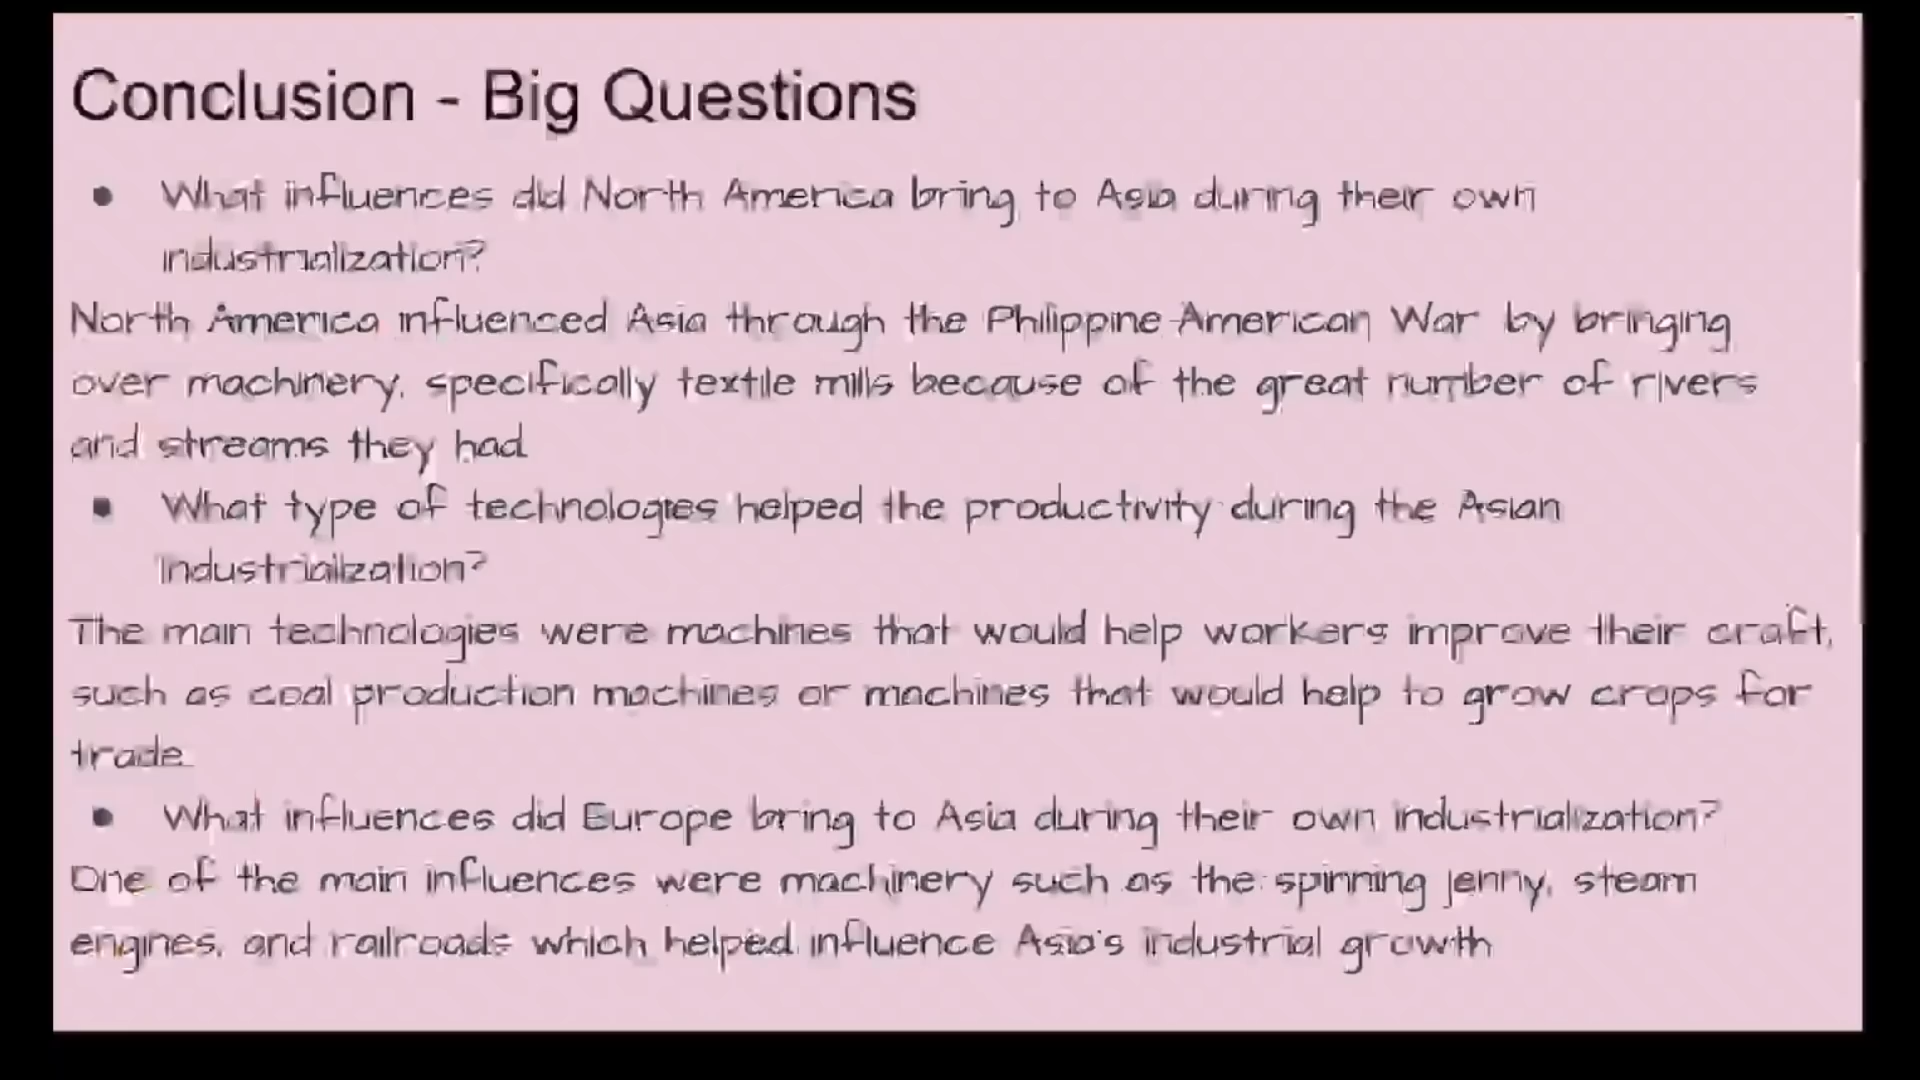 Conclusion - Big Questions
● What influences did North America bring to Asia during their own
industrialization?
North America influenced Asia through the Philippine-American War by bringing
over machinery, specifically textile mills because of the great number of rivers
and streams they had.
● What type of technologies helped the productivity during the Asian
Industrialization?
The main technologies were machines that would help workers improve their craft,
such as coal production machines or machines that would help to grow crops for
trade.
● What influences did Europe bring to Asia during their own industrialization?
One of the main influences were machinery such as the spinning jenny, steam
engines, and railroads which helped influence Asia's industrial growth